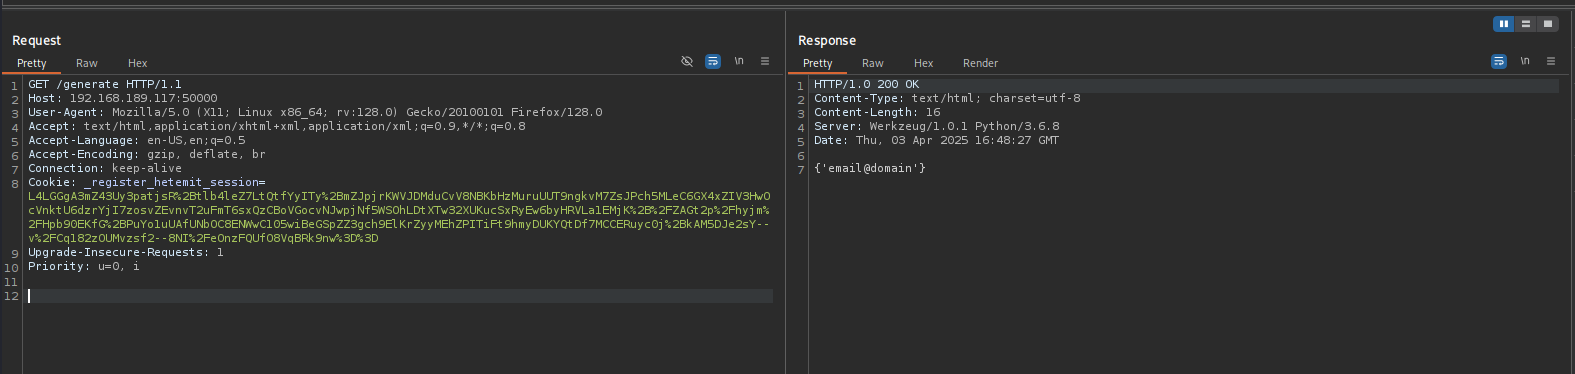 Request
Pretty Raw Hex \n
1 GET /generate HTTP/1.1
2 Host: 192.168.189.117:50000
3 User-Agent: Mozilla/5.0 (X11; Linux x86_64; rv:128.0) Gecko/20100101 Firefox/128.0
4 Accept: text/html,application/xhtml+xml,application/xml;q=0.9,*/*;q=0.8
5 Accept-Language: en-US,en;q=0.5
6 Accept-Encoding: gzip, deflate, br
7 Connection: keep-alive
8 Cookie: _register_hetemit_session=
L4LGGgA3mZ43Uy3patjsR%2Btlb4leZ7LtQtfYyITy%2BmZJpjrKWVJDMduCvV8NBKbHzMuruUUT9ngkvM7ZsJPch5MLeC6GX4xZIV3HwO
cVnktU6dzrYjI7zosvZEvnvT2uFmT6sxQzCBoVGocvNJwpjNf5WSOhLDtXTw32XUKucSxRyEw6byHRVLalEMjK%2B%2FZAGt2p%2Fhyjm%
2FHpb90EKfG%2BPuYo1uUAfUNbOC8ENWwCl05wiBeGSpZZ3gch9ElKrZyyMEhZPITiFt9hmyDUKYQtDf7MCCERuyc0j%2BkAM5DJe2sY--
v%2FCql82zOUMvzsf2--8NI%2FeOnzFQUfO8VqBRk9nw%3D%3D
9 Upgrade-Insecure-Requests: 1
10 Priority: u=0, i
11
12
Response
Pretty Raw Hex Render \n
1 HTTP/1.0 200 OK
2 Content-Type: text/html; charset=utf-8
3 Content-Length: 16
4 Server: Werkzeug/1.0.1 Python/3.6.8
5 Date: Thu, 03 Apr 2025 16:48:27 GMT
6
7 {'email@domain'}